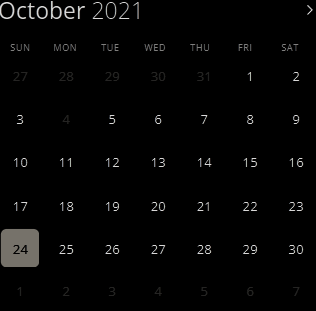 October 2021
SUN MON TUE WED THU FRI SAT
27 28 29 30 31 1 2
3 4 5 6 7 8 9
10 11 12 13 14 15 16
17 18 19 20 21 22 23
24 25 26 27 28 29 30
1 2 3 4 5 6 7